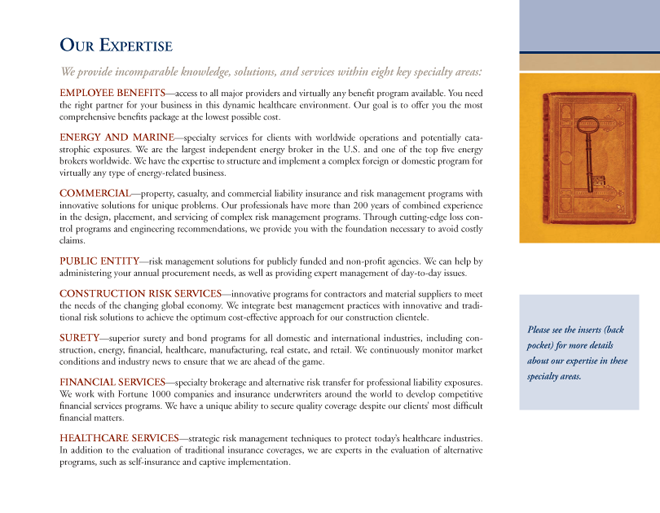 OUR EXPERTISE
We provide incomparable knowledge, solutions, and services within eight key specialty areas:
EMPLOYEE BENEFITS—access to all major providers and virtually any benefit program available. You need
the right partner for your business in this dynamic healthcare environment. Our goal is to offer you the most
comprehensive benefits package at the lowest possible cost.
ENERGY AND MARINE—specialty services for clients with worldwide operations and potentially cata-
strophic exposures. We are the largest independent energy broker in the U.S. and one of the top five energy
brokers worldwide. We have the expertise to structure and implement a complex foreign or domestic program for
virtually any type of energy-related business.
COMMERCIAL—property, casualty, and commercial liability insurance and risk management programs with
innovative solutions for unique problems. Our professionals have more than 200 years of combined experience
in the design, placement, and servicing of complex risk management programs. Through cutting-edge loss con-
trol programs and engineering recommendations, we provide you with the foundation necessary to avoid costly
claims.
PUBLIC ENTITY—risk management solutions for publicly funded and non-profit agencies. We can help by
administering your annual procurement needs, as well as providing expert management of day-to-day issues.
CONSTRUCTION RISK SERVICES—innovative programs for contractors and material suppliers to meet
the needs of the changing global economy. We integrate best management practices with innovative and tradi-
tional risk solutions to achieve the optimum cost-effective approach for our construction clientele.
SURETY—superior surety and bond programs for all domestic and international industries, including con-
struction, energy, financial, healthcare, manufacturing, real estate, and retail. We continuously monitor market
conditions and industry news to ensure that we are ahead of the game.
FINANCIAL SERVICES—specialty brokerage and alternative risk transfer for professional liability exposures.
We work with Fortune 1000 companies and insurance underwriters around the world to develop competitive
financial services programs. We have a unique ability to secure quality coverage despite our clients' most difficult
financial matters.
HEALTHCARE SERVICES—strategic risk management techniques to protect today's healthcare industries.
In addition to the evaluation of traditional insurance coverages, we are experts in the evaluation of alternative
programs, such as self-insurance and captive implementation.
Please see the inserts (back
pocket) for more details
about our expertise in these
specialty areas.